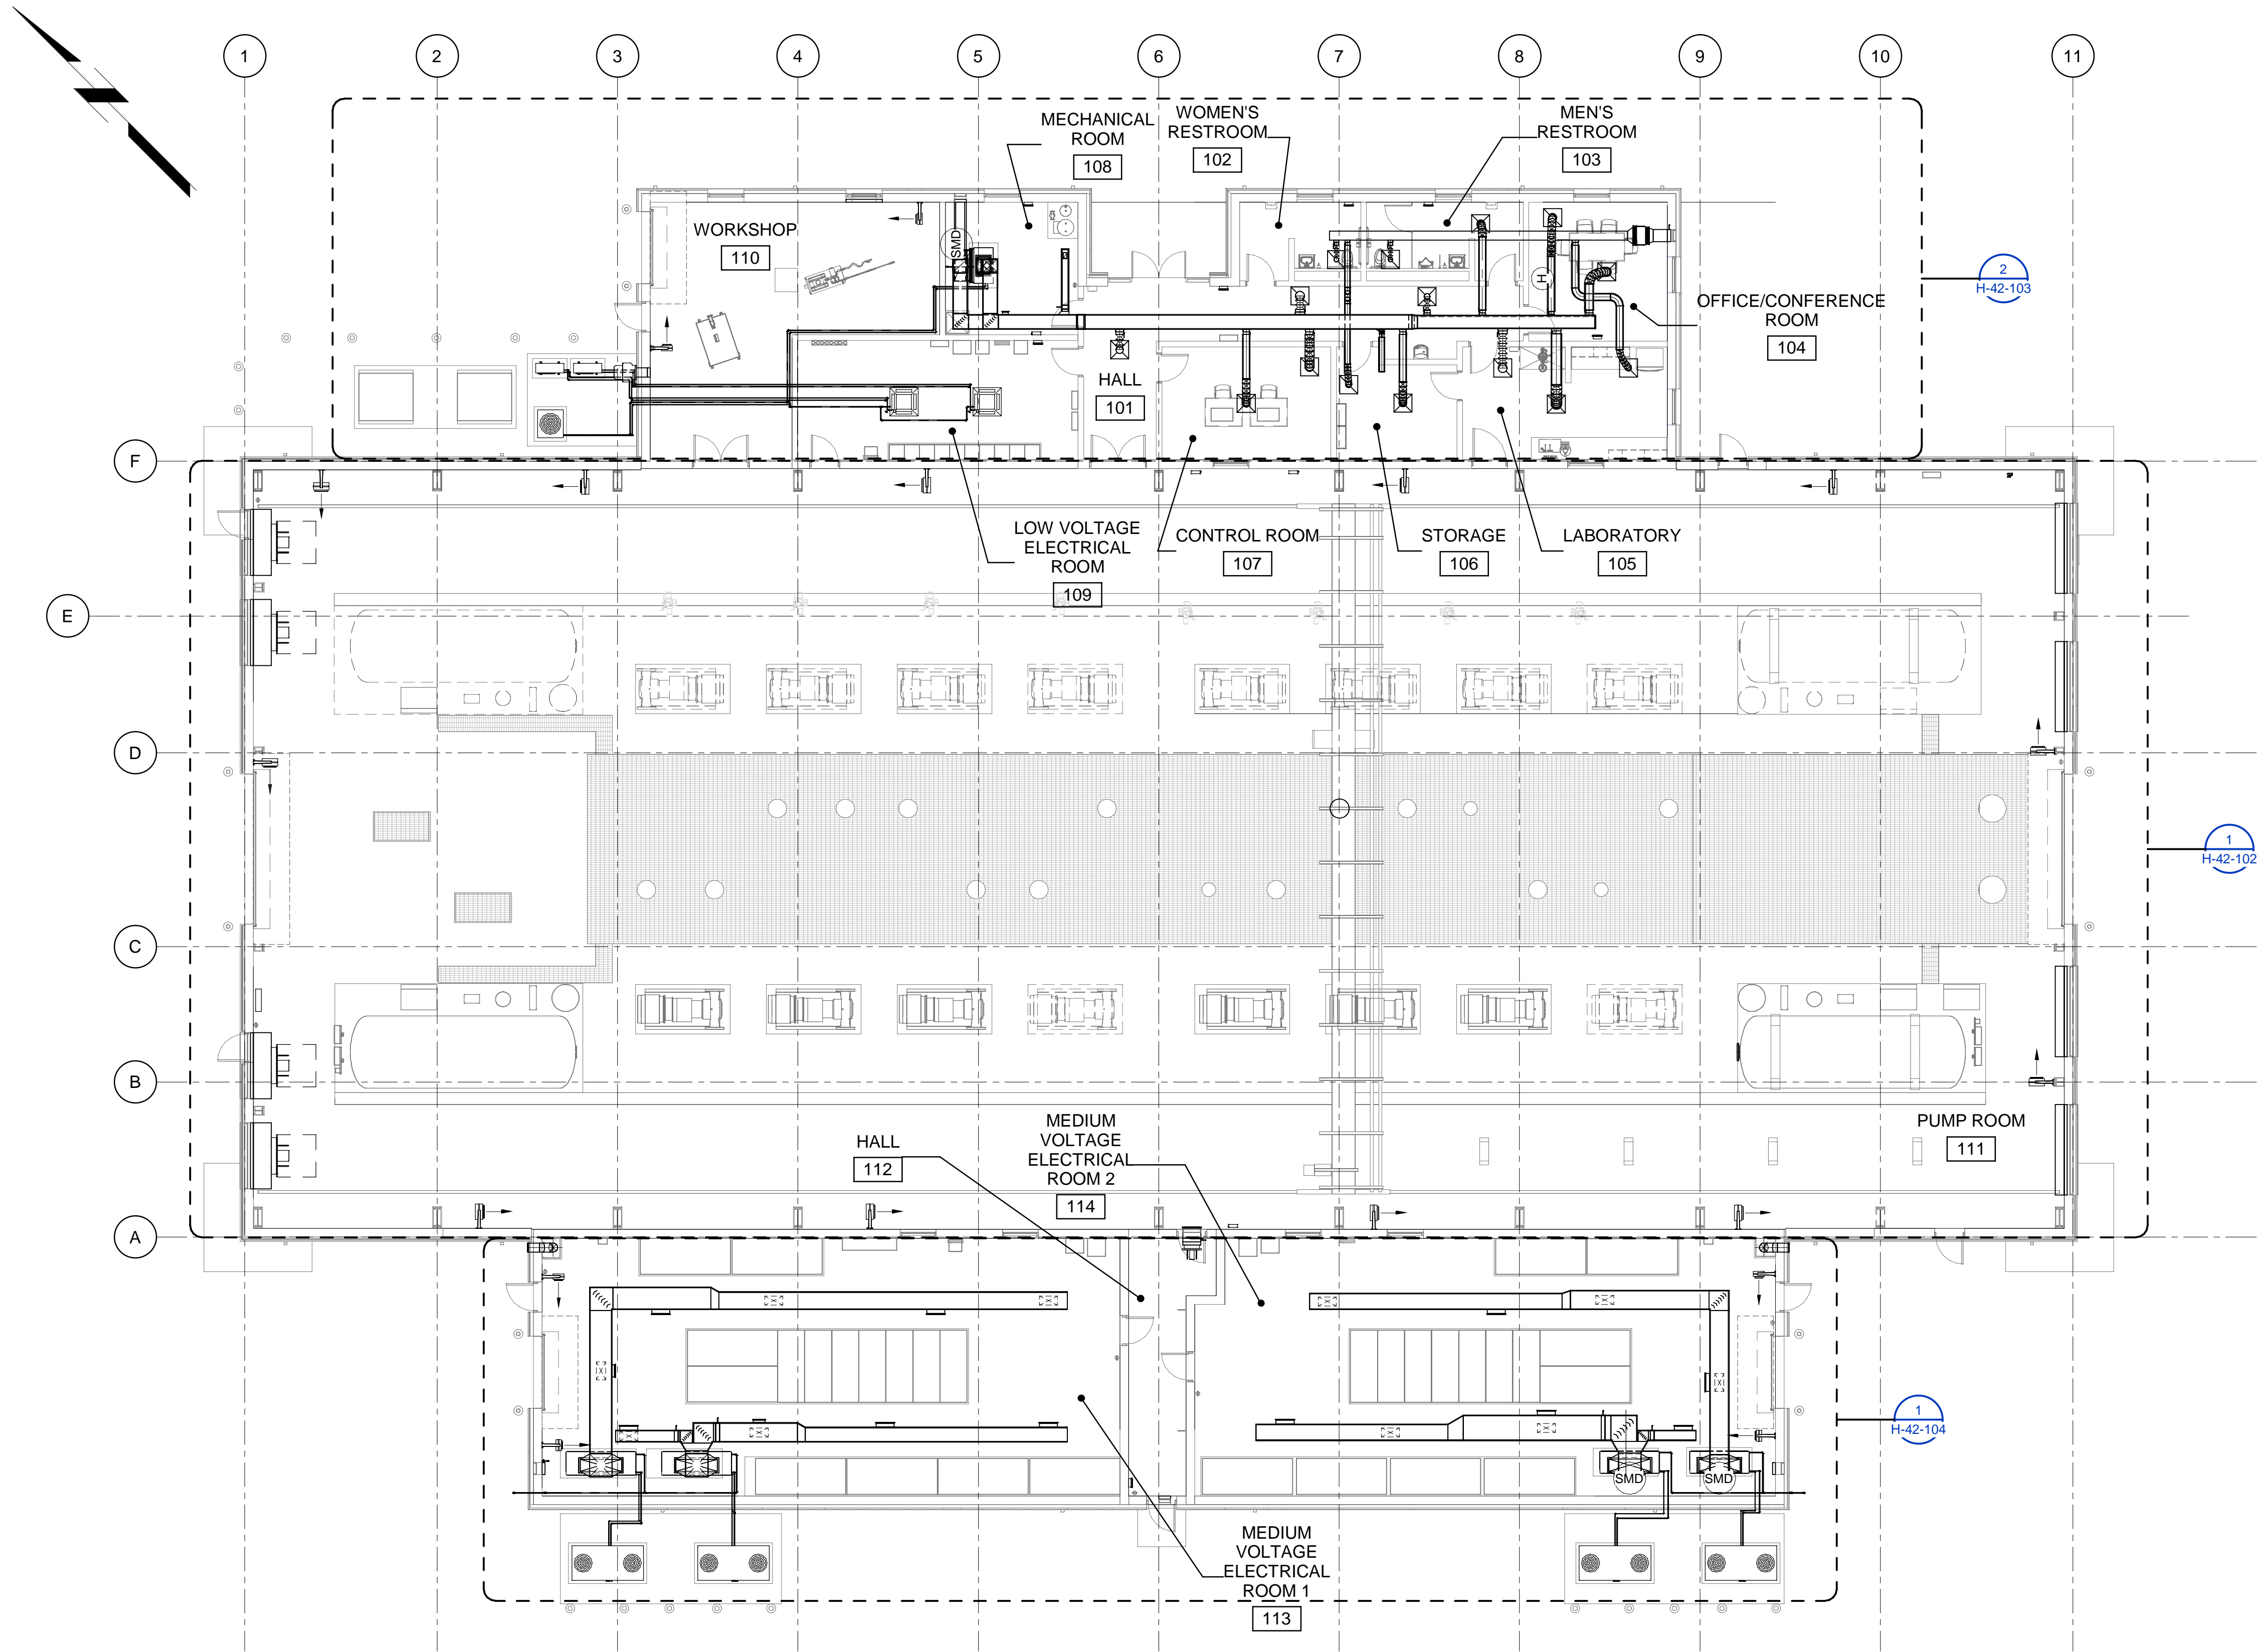 1
2
3
4
5
6
7
8
9
10
11
MECHANICAL
ROOM
108
WOMEN'S
RESTROOM
102
MEN'S
RESTROOM
103
WORKSHOP
110
SMD
H
2
H-42-103
OFFICE/CONFERENCE
ROOM
104
HALL
101
F
LOW VOLTAGE
ELECTRICAL
ROOM
109
CONTROL ROOM
107
STORAGE
106
LABORATORY
105
E
D
1
H-42-102
C
B
HALL
112
MEDIUM
VOLTAGE
ELECTRICAL
ROOM 2
114
PUMP ROOM
111
A
1
H-42-104
SMD
SMD
MEDIUM
VOLTAGE
ELECTRICAL
ROOM 1
113